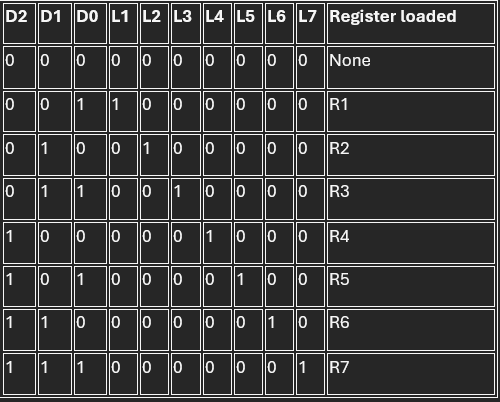 D2 D1 D0 L1 L2 L3 L4 L5 L6 L7 Register loaded
0 0 0 0 0 0 0 0 0 0 None
0 0 1 1 0 0 0 0 0 0 R1
0 1 0 0 1 0 0 0 0 0 R2
0 1 1 0 0 1 0 0 0 0 R3
1 0 0 0 0 0 1 0 0 0 R4
1 0 1 0 0 0 0 1 0 0 R5
1 1 0 0 0 0 0 0 1 0 R6
1 1 1 0 0 0 0 0 0 1 R7